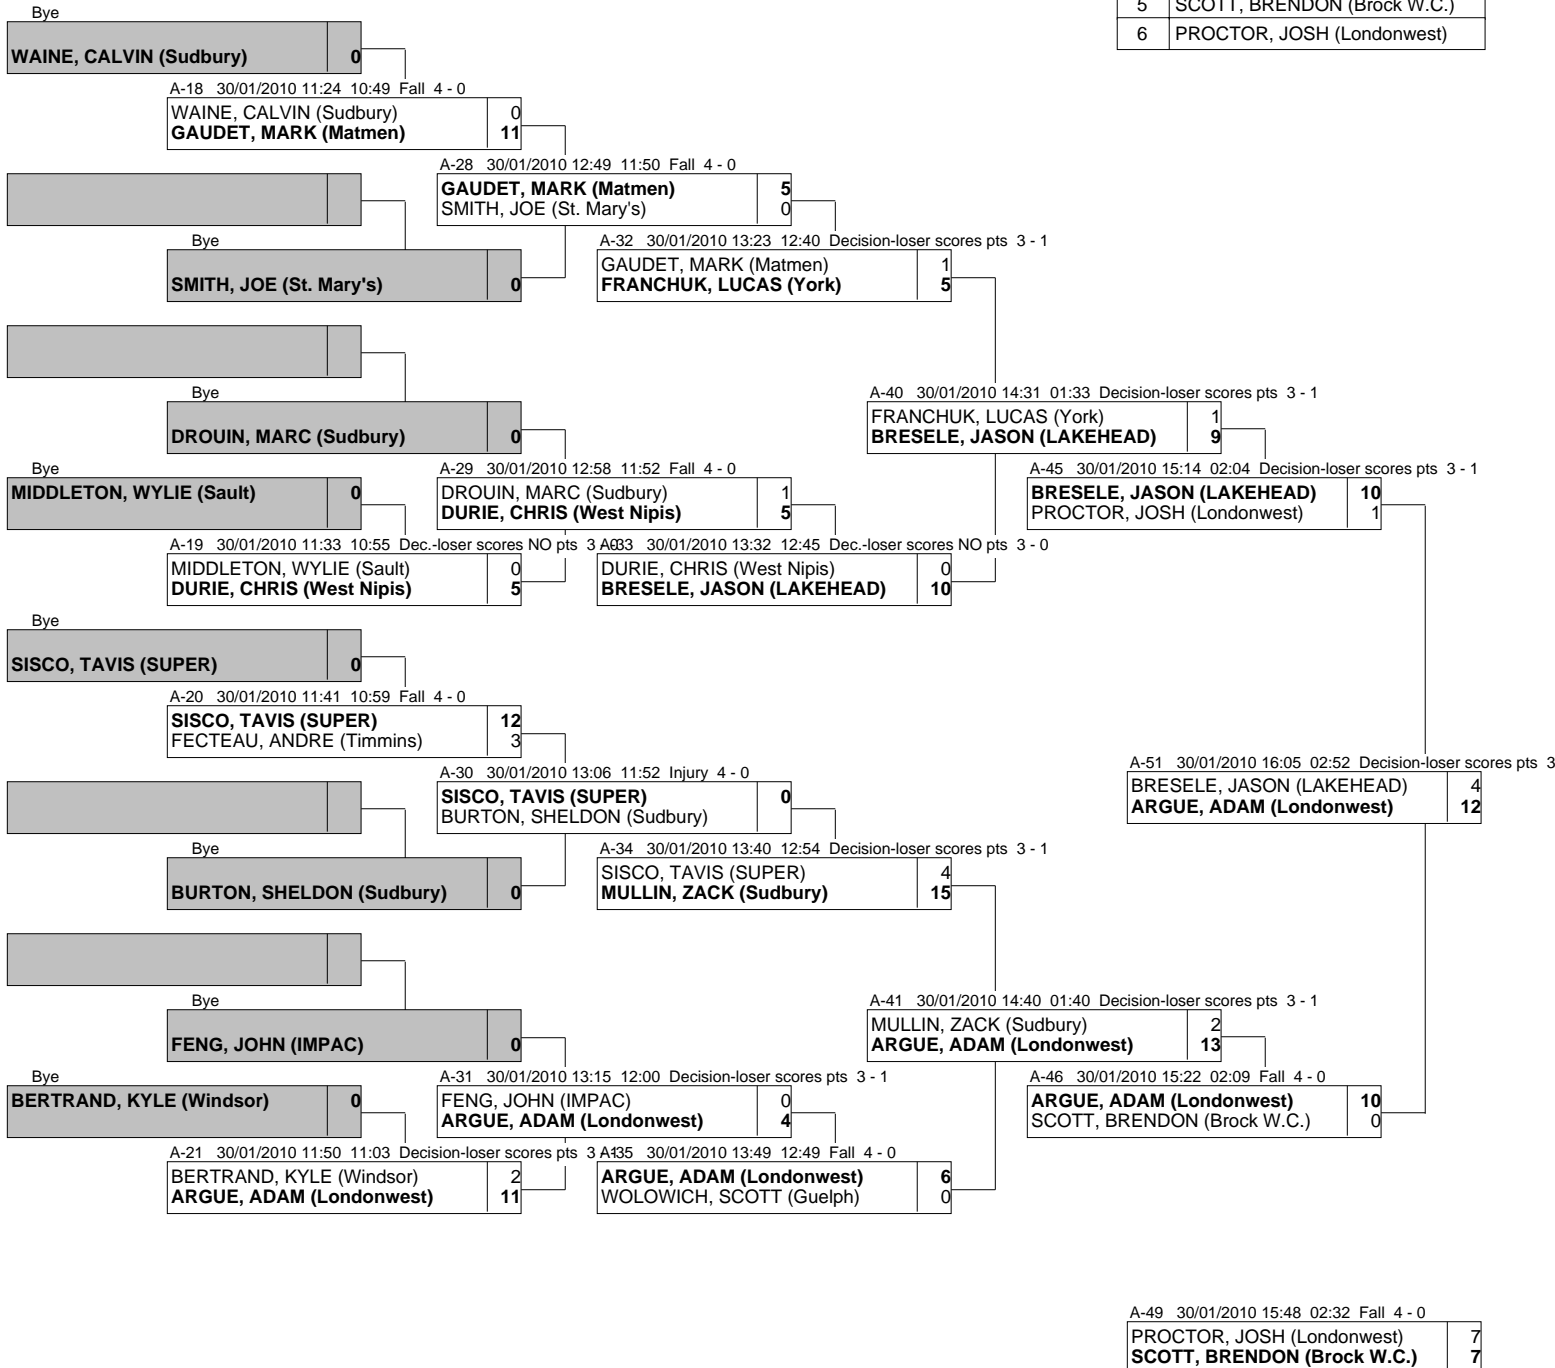 5 SCOTT, BRENDON (Brock W.C.)
6 PROCTOR, JOSH (Londonwest)
Bye
WAINE, CALVIN (Sudbury) 0
A-18 30/01/2010 11:24 10:49 Fall 4 - 0
WAINE, CALVIN (Sudbury) 0
GAUDET, MARK (Matmen) 11
A-28 30/01/2010 12:49 11:50 Fall 4 - 0
GAUDET, MARK (Matmen) 5
SMITH, JOE (St. Mary's) 0
Bye
SMITH, JOE (St. Mary's) 0
A-32 30/01/2010 13:23 12:40 Decision-loser scores pts 3 - 1
GAUDET, MARK (Matmen) 1
FRANCHUK, LUCAS (York) 5
Bye
DROUIN, MARC (Sudbury) 0
A-40 30/01/2010 14:31 01:33 Decision-loser scores pts 3 - 1
FRANCHUK, LUCAS (York) 1
BRESELE, JASON (LAKEHEAD) 9
Bye
MIDDLETON, WYLIE (Sault) 0
A-29 30/01/2010 12:58 11:52 Fall 4 - 0
DROUIN, MARC (Sudbury) 1
DURIE, CHRIS (West Nipis) 5
A-45 30/01/2010 15:14 02:04 Decision-loser scores pts 3 - 1
BRESELE, JASON (LAKEHEAD) 10
PROCTOR, JOSH (Londonwest) 1
A-19 30/01/2010 11:33 10:55 Dec.-loser scores NO pts 3 - 0
MIDDLETON, WYLIE (Sault) 0
DURIE, CHRIS (West Nipis) 5
A-33 30/01/2010 13:32 12:45 Dec.-loser scores NO pts 3 - 0
DURIE, CHRIS (West Nipis) 0
BRESELE, JASON (LAKEHEAD) 10
Bye
SISCO, TAVIS (SUPER) 0
A-20 30/01/2010 11:41 10:59 Fall 4 - 0
SISCO, TAVIS (SUPER) 12
FECTEAU, ANDRE (Timmins) 3
A-30 30/01/2010 13:06 11:52 Injury 4 - 0
SISCO, TAVIS (SUPER) 0
BURTON, SHELDON (Sudbury)
A-51 30/01/2010 16:05 02:52 Decision-loser scores pts 3
BRESELE, JASON (LAKEHEAD) 4
ARGUE, ADAM (Londonwest) 12
Bye
BURTON, SHELDON (Sudbury) 0
A-34 30/01/2010 13:40 12:54 Decision-loser scores pts 3 - 1
SISCO, TAVIS (SUPER) 4
MULLIN, ZACK (Sudbury) 15
Bye
FENG, JOHN (IMPAC) 0
A-41 30/01/2010 14:40 01:40 Decision-loser scores pts 3 - 1
MULLIN, ZACK (Sudbury) 2
ARGUE, ADAM (Londonwest) 13
Bye
BERTRAND, KYLE (Windsor) 0
A-31 30/01/2010 13:15 12:00 Decision-loser scores pts 3 - 1
FENG, JOHN (IMPAC) 0
ARGUE, ADAM (Londonwest) 4
A-46 30/01/2010 15:22 02:09 Fall 4 - 0
ARGUE, ADAM (Londonwest) 10
SCOTT, BRENDON (Brock W.C.) 0
A-21 30/01/2010 11:50 11:03 Decision-loser scores pts 3 - 1
BERTRAND, KYLE (Windsor) 2
ARGUE, ADAM (Londonwest) 11
A-35 30/01/2010 13:49 12:49 Fall 4 - 0
ARGUE, ADAM (Londonwest) 6
WOLOWICH, SCOTT (Guelph) 0
A-49 30/01/2010 15:48 02:32 Fall 4 - 0
PROCTOR, JOSH (Londonwest) 7
SCOTT, BRENDON (Brock W.C.) 7